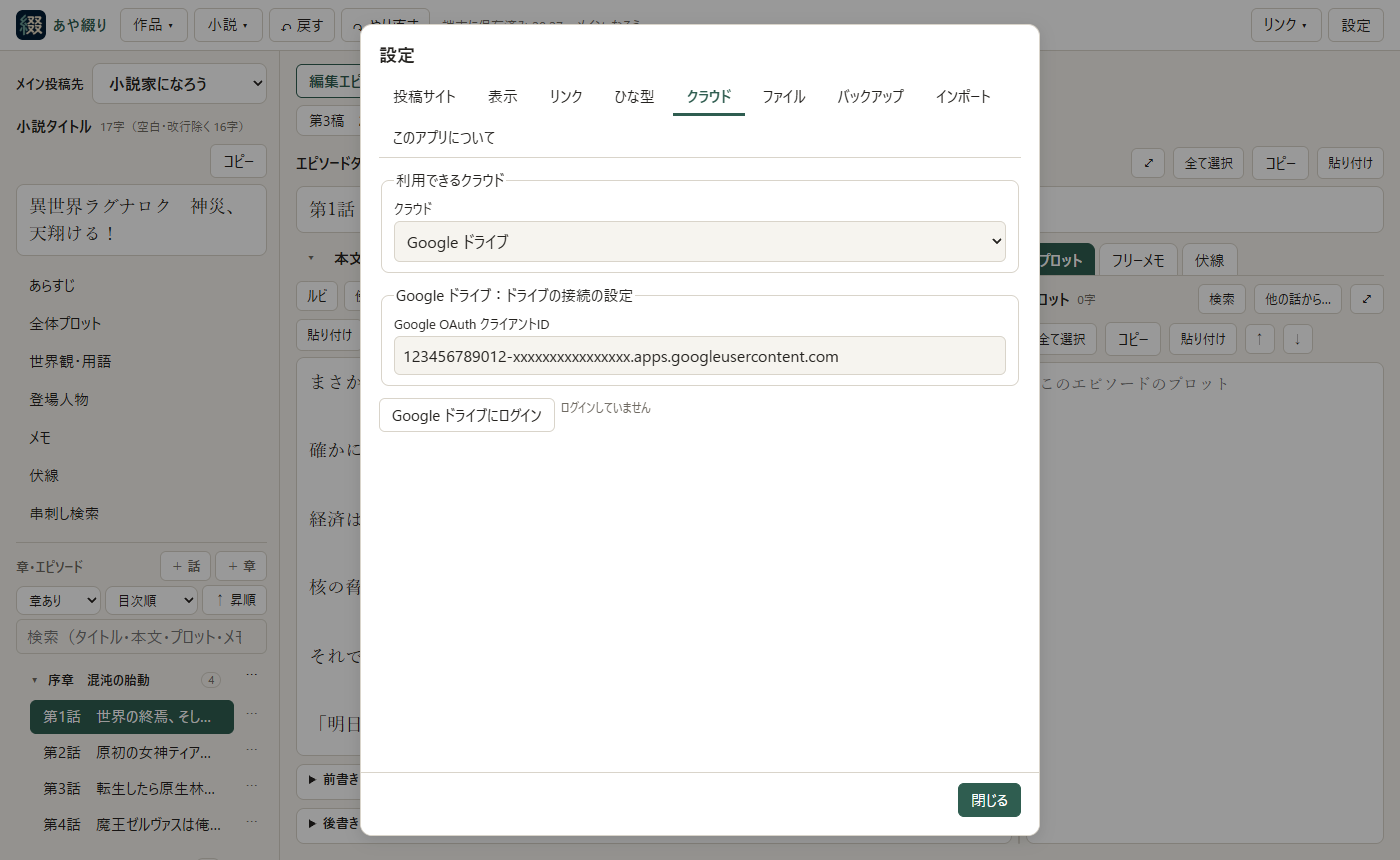 綴 あや綴り 作品 ▾ 小説 ▾ 戻す リンク ▾ 設定
メイン投稿先 小説家になろう
小説タイトル 17字（空白・改行除く16字）
コピー
異世界ラグナロク　神災、
天翔ける！
あらすじ
全体プロット
世界観・用語
登場人物
メモ
伏線
串刺し検索
章・エピソード ＋ 話 ＋ 章
章あり 目次順 ↑ 昇順
検索（タイトル・本文・プロット・メモ
▾ 序章　混沌の胎動 4 …
第1話　世界の終焉、そし… …
第2話　原初の女神ティア… …
第3話　転生したら原生林… …
第4話　魔王ゼルヴァスは俺… …
編集エピ
第3稿
エピソードタ
第1話
▾ 本文
ルビ
貼り付け
まさか
確かに
経済は
核の脅
それで
「明日
▶ 前書き
▶ 後書き
設定
投稿サイト 表示 リンク ひな型 クラウド ファイル バックアップ インポート
このアプリについて
利用できるクラウド
クラウド
Google ドライブ
Google ドライブ：ドライブの接続の設定
Google OAuth クライアントID
123456789012-xxxxxxxxxxxxxxxx.apps.googleusercontent.com
Google ドライブにログイン ログインしていません
閉じる
⤢ 全て選択 コピー 貼り付け
プロット フリーメモ 伏線
ロット 0字 検索 他の話から… ⤢
全て選択 コピー 貼り付け ↑ ↓
このエピソードのプロット